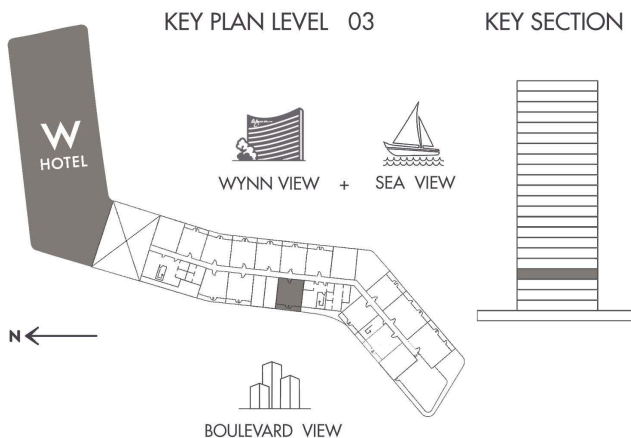 KEY PLAN LEVEL 03
KEY SECTION
W
HOTEL
WYNN VIEW + SEA VIEW
N
BOULEVARD VIEW